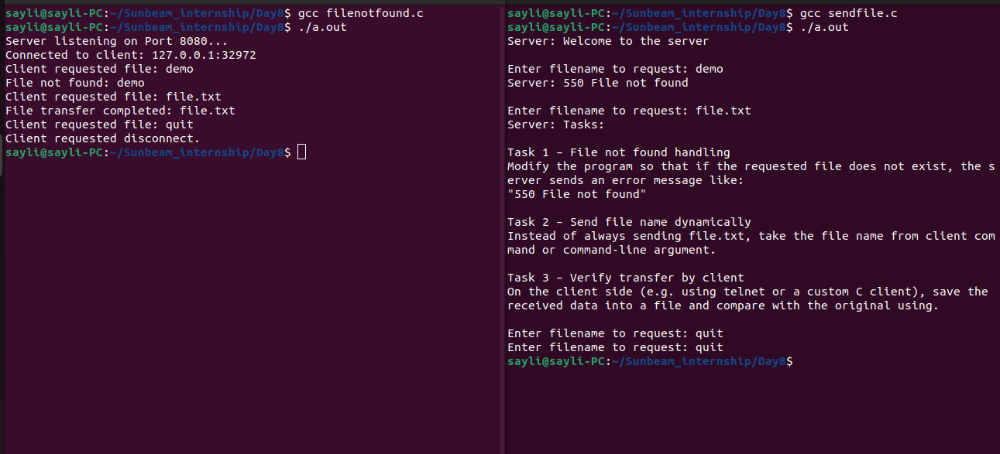 sayli@sayli-PC:~/Sunbeam_internship/Day8$ gcc filenotfound.c
sayli@sayli-PC:~/Sunbeam_internship/Day8$ ./a.out
Server listening on Port 8080...
Connected to client: 127.0.0.1:32972
Client requested file: demo
File not found: demo
Client requested file: file.txt
File transfer completed: file.txt
Client requested file: quit
Client requested disconnect.
sayli@sayli-PC:~/Sunbeam_internship/Day8$
sayli@sayli-PC:~/Sunbeam_internship/Day8$ gcc sendfile.c
sayli@sayli-PC:~/Sunbeam_internship/Day8$ ./a.out
Server: Welcome to the server
Enter filename to request: demo
Server: 550 File not found
Enter filename to request: file.txt
Server: Tasks:
Task 1 – File not found handling
Modify the program so that if the requested file does not exist, the s
erver sends an error message like:
"550 File not found"
Task 2 – Send file name dynamically
Instead of always sending file.txt, take the file name from client com
mand or command-line argument.
Task 3 – Verify transfer by client
On the client side (e.g. using telnet or a custom C client), save the
received data into a file and compare with the original using.
Enter filename to request: quit
Enter filename to request: quit
sayli@sayli-PC:~/Sunbeam_internship/Day8$